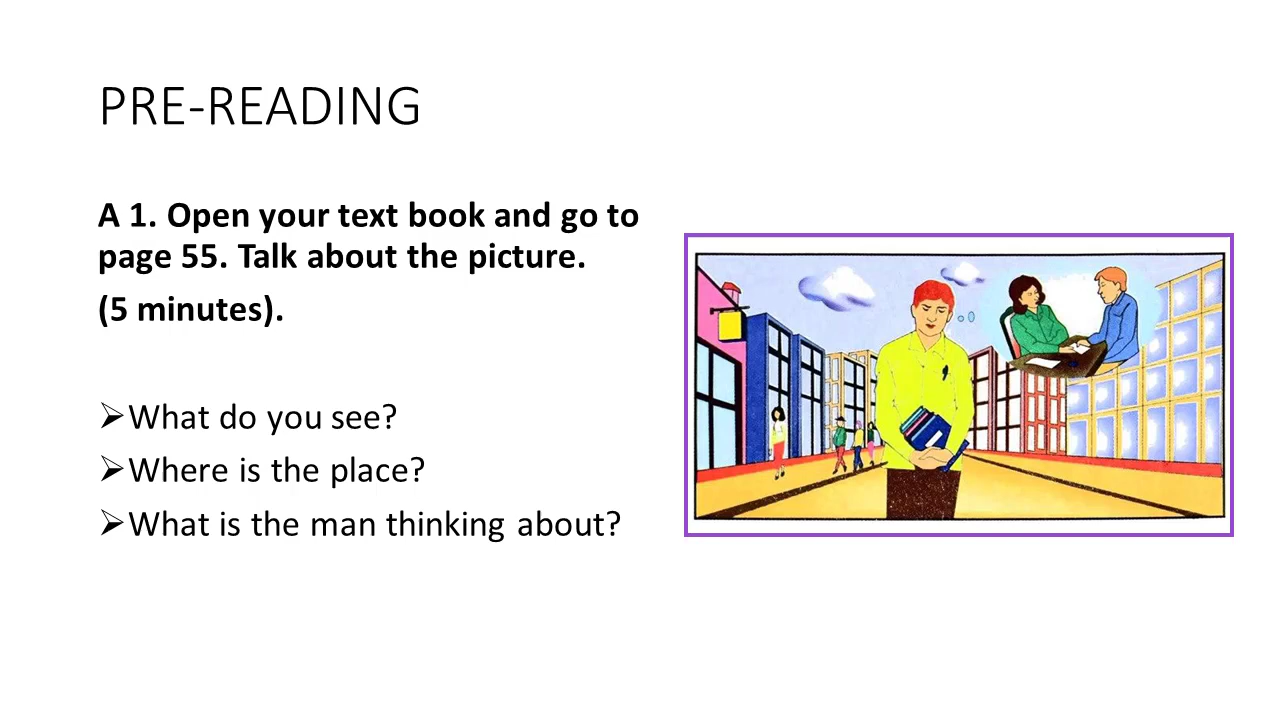 PRE-READING
A 1. Open your text book and go to
page 55. Talk about the picture.
(5 minutes).
➢What do you see?
➢Where is the place?
➢What is the man thinking about?